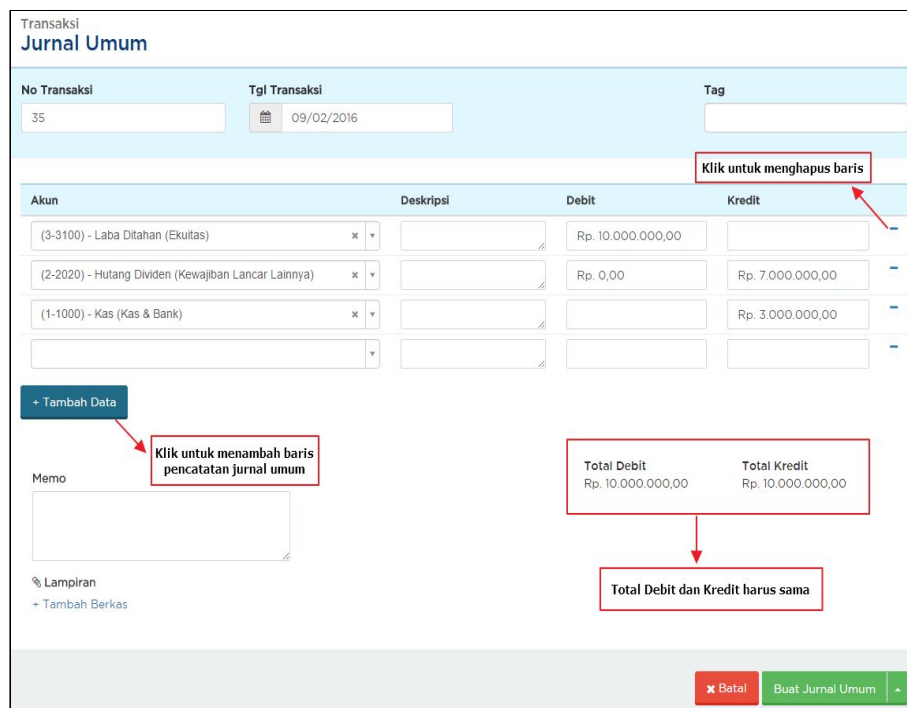 Transaksi
Jurnal Umum
No Transaksi Tgl Transaksi Tag
35 09/02/2016
Klik untuk menghapus baris
Akun Deskripsi Debit Kredit
(3-3100) - Laba Ditahan (Ekuitas) Rp. 10.000.000,00
(2-2020) - Hutang Dividen (Kewajiban Lancar Lainnya) Rp. 0,00 Rp. 7.000.000,00
(1-1000) - Kas (Kas & Bank) Rp. 3.000.000,00
+ Tambah Data
Klik untuk menambah baris
pencatatan jurnal umum
Total Debit Total Kredit
Rp. 10.000.000,00 Rp. 10.000.000,00
Memo
Lampiran
+ Tambah Berkas
Total Debit dan Kredit harus sama
Batal Buat Jurnal Umum